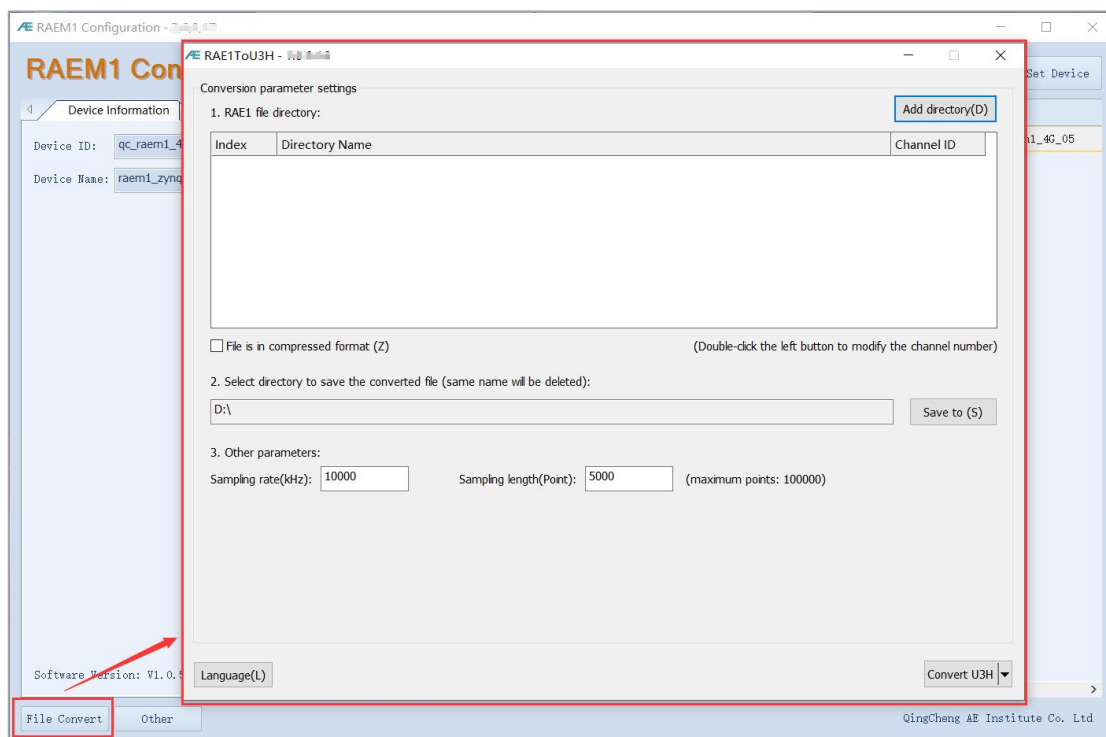 RAEM1 Configuration -
RAEM1 Con
Set Device
Device Information
Device ID: qc_raem1_4
Device Name: raem1_zynq
1_4G_05
RAE1ToU3H -
Conversion parameter settings
1. RAE1 file directory:
Add directory(D)
Index Directory Name Channel ID
File is in compressed format (Z) (Double-click the left button to modify the channel number)
2. Select directory to save the converted file (same name will be deleted):
D:\ Save to (S)
3. Other parameters:
Sampling rate(kHz): 10000 Sampling length(Point): 5000 (maximum points: 100000)
Language(L) Convert U3H
Software Version: V1.0.
File Convert Other QingCheng AE Institute Co. Ltd